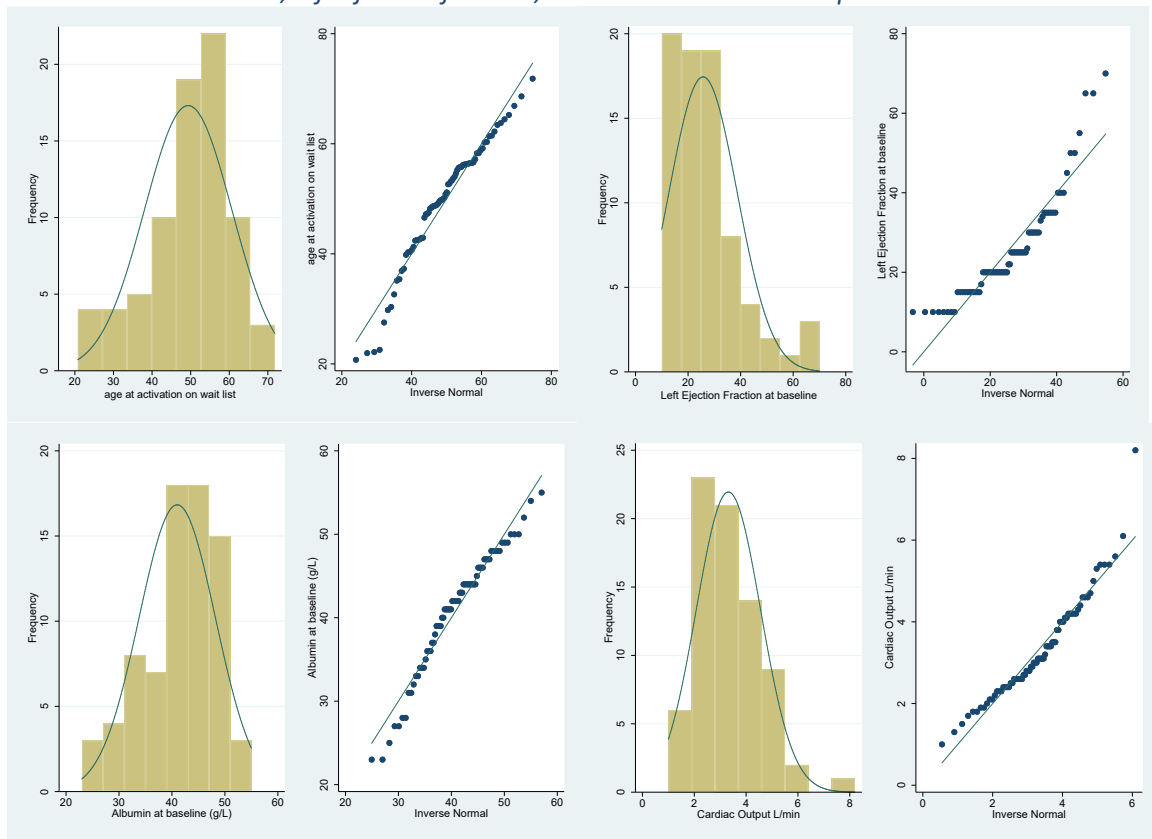 Frequency
0 5 10 15 20
20 30 40 50 60 70
age at activation on wait list
age at activation on wait list
20 40 60 80
20 40 60 80
Inverse Normal
Frequency
0 5 10 15 20
0 20 40 60 80
Left Ejection Fraction at baseline
Left Ejection Fraction at baseline
0 20 40 60 80
0 20 40 60
Inverse Normal
Frequency
0 5 10 15 20
20 30 40 50 60
Albumin at baseline (g/L)
Albumin at baseline (g/L)
20 30 40 50 60
30 40 50 60
Inverse Normal
Frequency
0 5 10 15 20 25
0 2 4 6 8
Cardiac Output L/min
Cardiac Output L/min
0 2 4 6 8
0 2 4 6
Inverse Normal